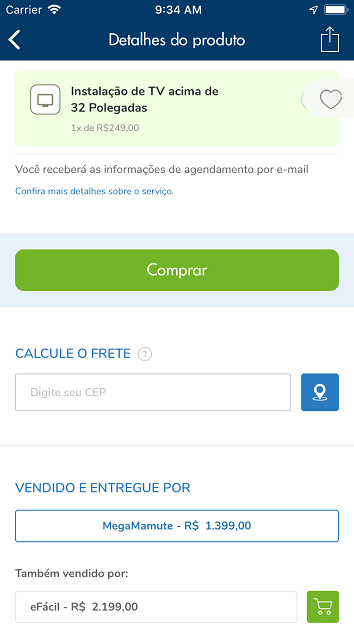 Carrier 9:34 AM
Detalhes do produto
Instalação de TV acima de
32 Polegadas
1x de R$249,00
Você receberá as informações de agendamento por e-mail
Confira mais detalhes sobre o serviço.
Comprar
CALCULE O FRETE ?
Digite seu CEP
VENDIDO E ENTREGUE POR
MegaMamute - R$ 1.399,00
Também vendido por:
eFácil - R$ 2.199,00